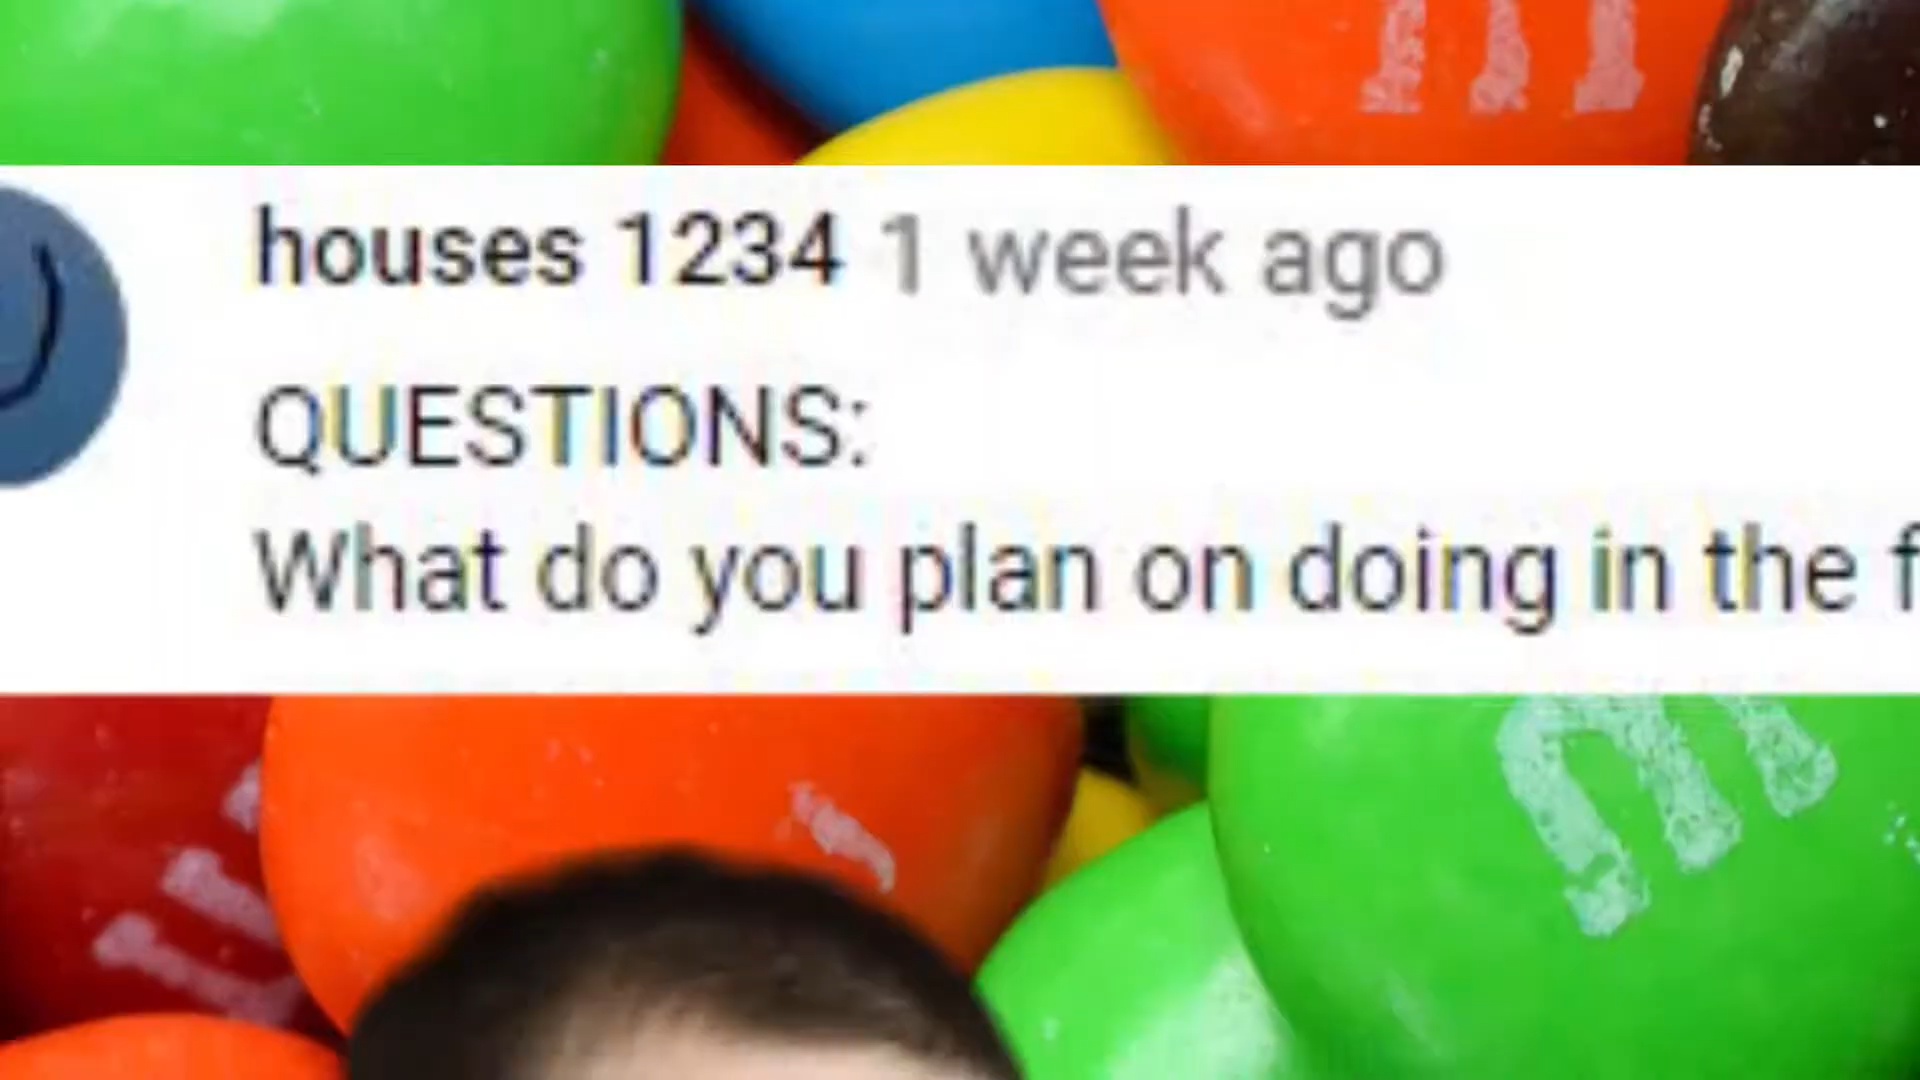 houses 1234 1 week ago
QUESTIONS:
What do you plan on doing in the